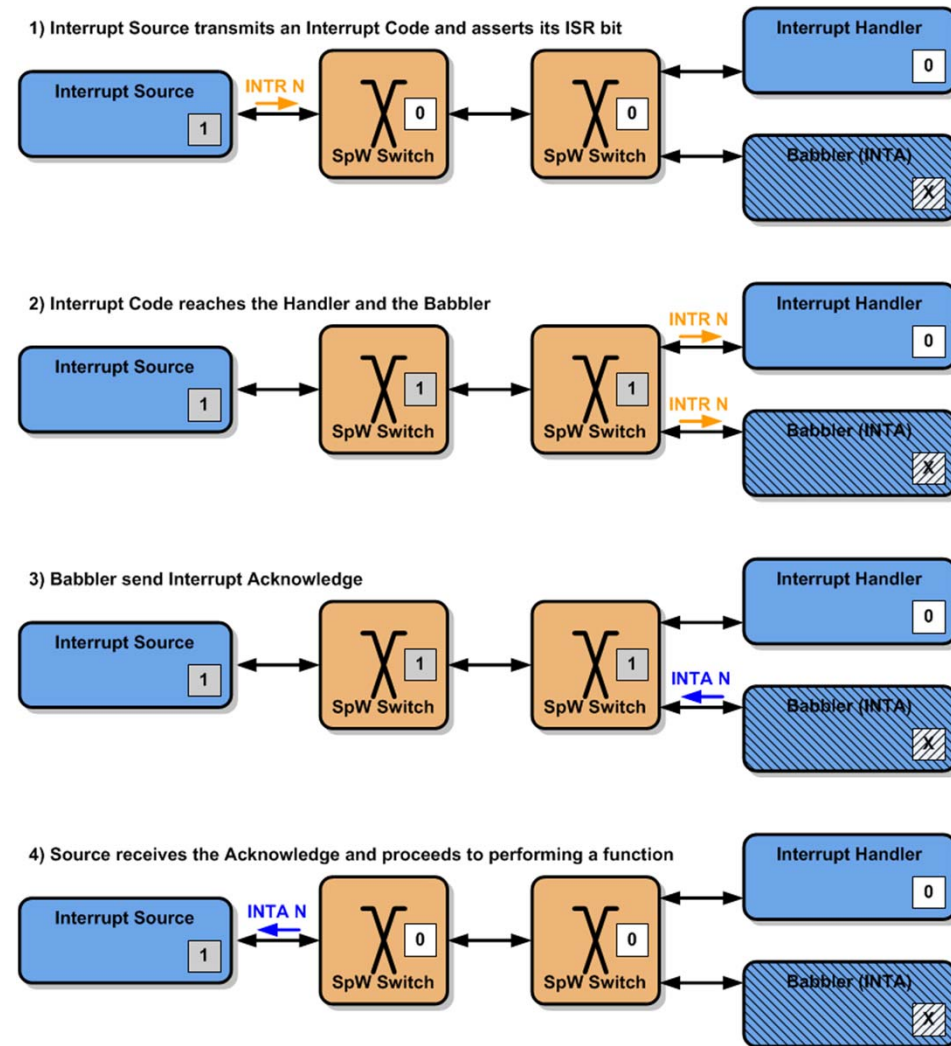 1) Interrupt Source transmits an Interrupt Code and asserts its ISR bit
Interrupt Handler
0
Interrupt Source
1
INTR N
0
SpW Switch
0
SpW Switch
Babbler (INTA)
X
2) Interrupt Code reaches the Handler and the Babbler
Interrupt Handler
0
INTR N
Interrupt Source
1
1
SpW Switch
1
SpW Switch
INTR N
Babbler (INTA)
X
3) Babbler send Interrupt Acknowledge
Interrupt Handler
0
Interrupt Source
1
1
SpW Switch
1
SpW Switch
INTA N
Babbler (INTA)
X
4) Source receives the Acknowledge and proceeds to performing a function
Interrupt Handler
0
Interrupt Source
1
INTA N
0
SpW Switch
0
SpW Switch
Babbler (INTA)
X